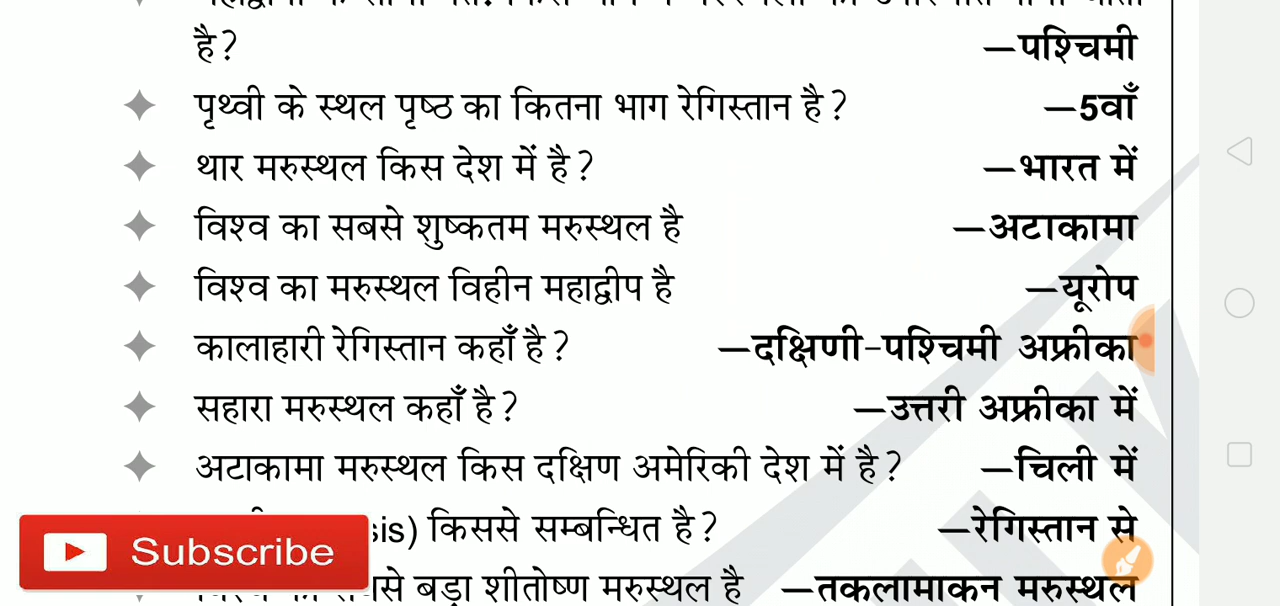 है? —पश्चिमी
पृथ्वी के स्थल पृष्ठ का कितना भाग रेगिस्तान है? —5वाँ
थार मरुस्थल किस देश में है? —भारत में
विश्व का सबसे शुष्कतम मरुस्थल है —अटाकामा
विश्व का मरुस्थल विहीन महाद्वीप है —यूरोप
कालाहारी रेगिस्तान कहाँ है? —दक्षिणी-पश्चिमी अफ्रीका
सहारा मरुस्थल कहाँ है? —उत्तरी अफ्रीका में
अटाकामा मरुस्थल किस दक्षिण अमेरिकी देश में है? —चिली में
sis) किससे सम्बन्धित है? —रेगिस्तान से
Subscribe
बड़ा शीतोष्ण मरुस्थल है —तकलामाकन मरुस्थल